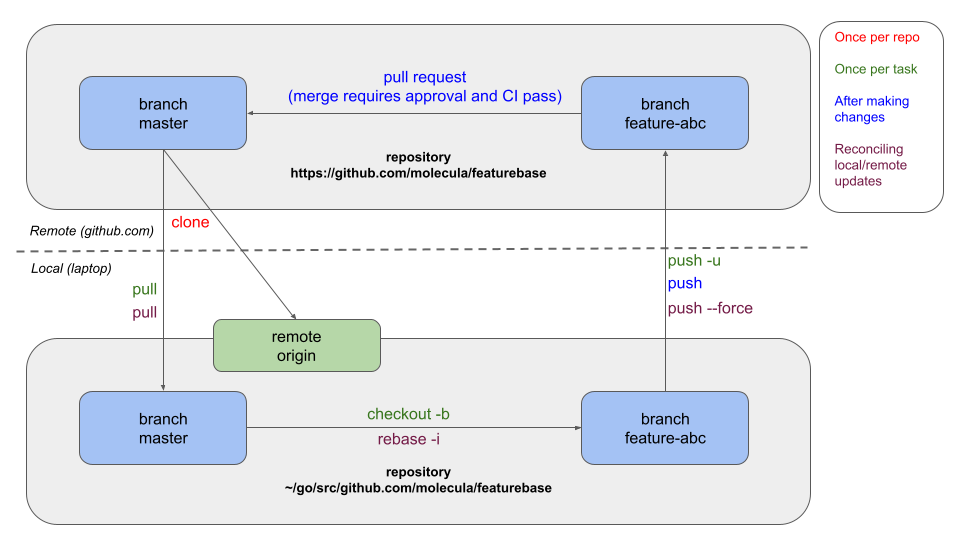 pull request
(merge requires approval and CI pass)
branch
master
branch
feature-abc
repository
https://github.com/molecula/featurebase
Once per repo
Once per task
After making
changes
Reconciling
local/remote
updates
clone
Remote (github.com)
Local (laptop)
pull
pull
push -u
push
push --force
remote
origin
branch
master
checkout -b
rebase -i
branch
feature-abc
repository
~/go/src/github.com/molecula/featurebase